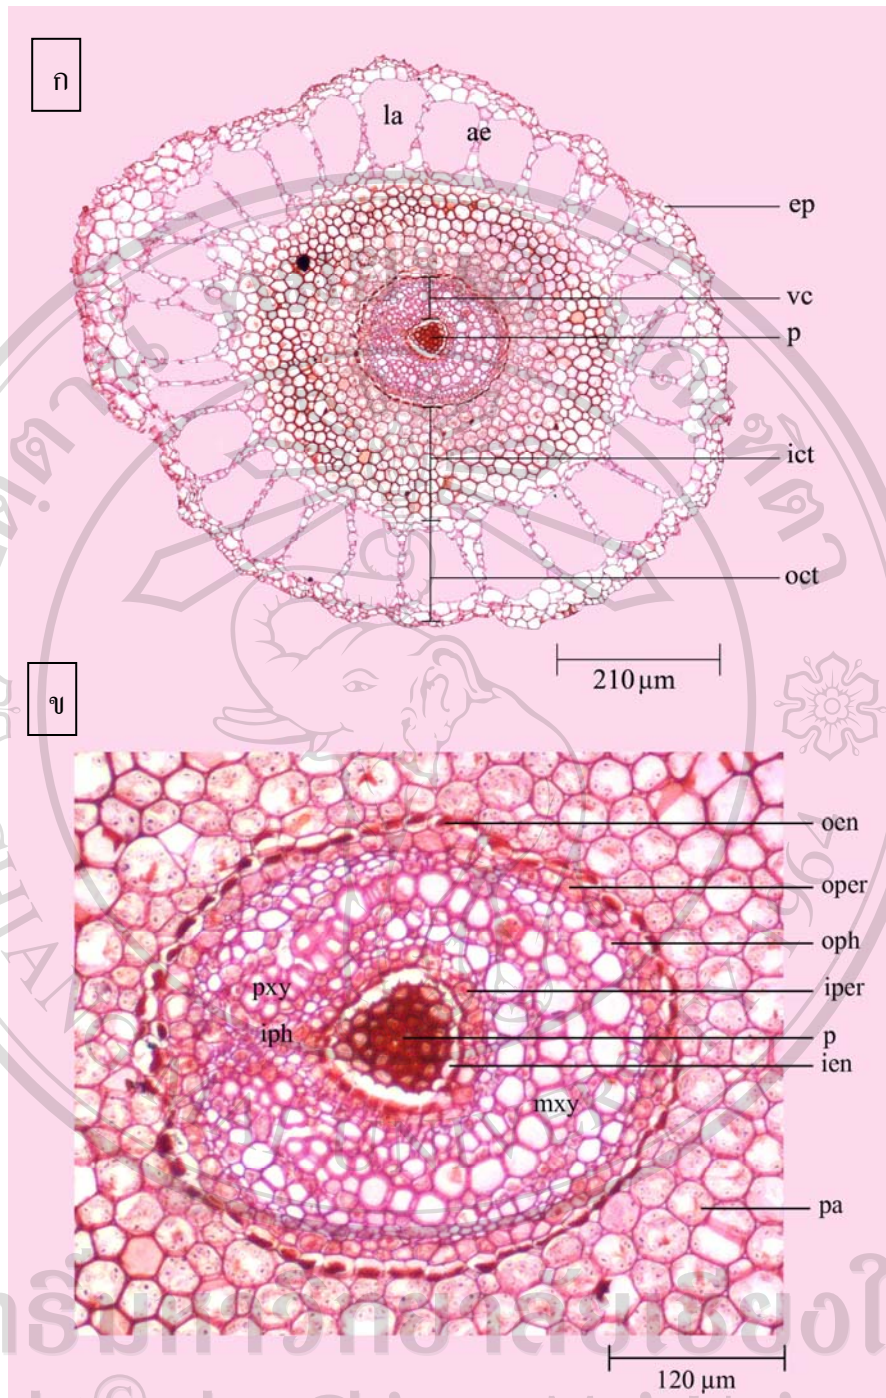 ก
la
ae
ep
vc
p
ict
oct
210 µm
ข
oen
oper
oph
pxy
iper
iph
p
ien
mxy
pa
120 µm